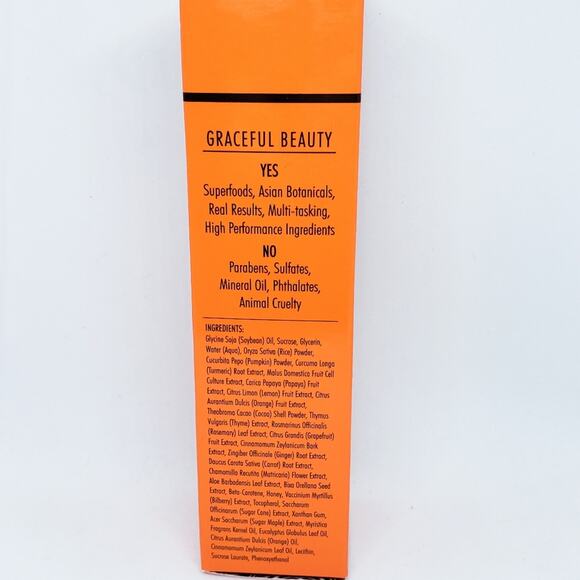 GRACEFUL BEAUTY
YES
Superfoods, Asian Botanicals,
Real Results, Multi-tasking,
High Performance Ingredients
NO
Parabens, Sulfates,
Mineral Oil, Phthalates,
Animal Cruelty
INGREDIENTS:
Glycine Soja (Soybean) Oil, Sucrose, Glycerin,
Water (Aqua), Oryza Sativa (Rice) Powder,
Cucurbita Pepo (Pumpkin) Powder, Curcuma Longa
(Turmeric) Root Extract, Malus Domestica Fruit Cell
Culture Extract, Carica Papaya (Papaya) Fruit
Extract, Citrus Limon (Lemon) Fruit Extract, Citrus
Aurantium Dulcis (Orange) Fruit Extract,
Theobroma Cacao (Cocoa) Shell Powder, Thymus
Vulgaris (Thyme) Extract, Rosmarinus Officinalis
(Rosemary) Leaf Extract, Citrus Grandis (Grapefruit)
Fruit Extract, Cinnamomum Zeylanicum Bark
Extract, Zingiber Officinale (Ginger) Root Extract,
Daucus Carota Sativa (Carrot) Root Extract,
Chamomilla Recutita (Matricaria) Flower Extract,
Aloe Barbadensis Leaf Extract, Bixa Orellana Seed
Extract, Beta-Carotene, Honey, Vaccinium Myrtillus
(Bilberry) Extract, Tocopherol, Saccharum
Officinarum (Sugar Cane) Extract, Xanthan Gum,
Acer Saccharum (Sugar Maple) Extract, Myristica
Fragrans Kernel Oil, Eucalyptus Globulus Leaf Oil,
Citrus Aurantium Dulcis (Orange) Oil,
Cinnamomum Zeylanicum Leaf Oil, Lecithin,
Sucrose Laurate, Phenoxyethanol